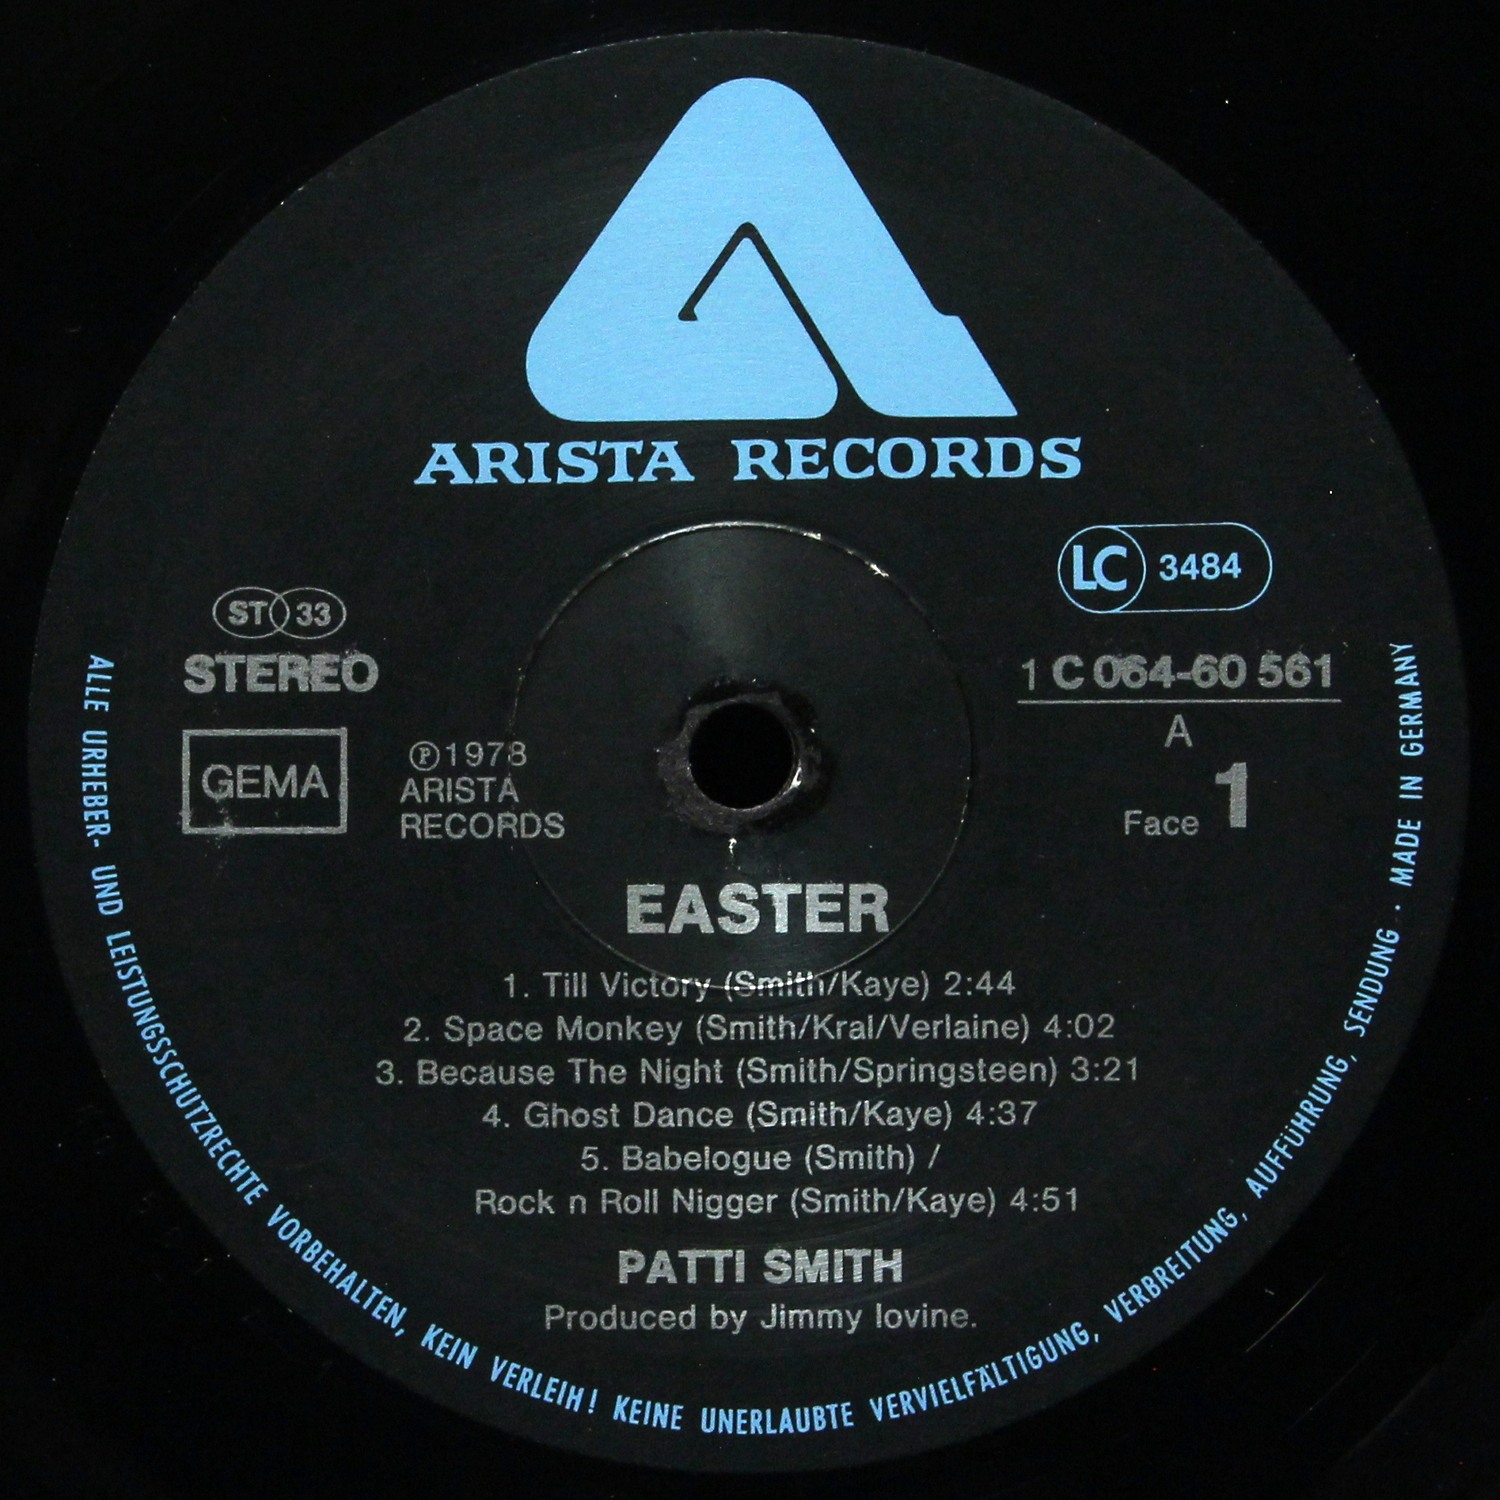 ARISTA RECORDS
LC 3484
ST 33
STEREO
GEMA
℗1978
ARISTA
RECORDS
1 C 064-60 561
A
Face 1
EASTER
1. Till Victory (Smith/Kaye) 2:44
2. Space Monkey (Smith/Kral/Verlaine) 4:02
3. Because The Night (Smith/Springsteen) 3:21
4. Ghost Dance (Smith/Kaye) 4:37
5. Babelogue (Smith) /
Rock n Roll Nigger (Smith/Kaye) 4:51
PATTI SMITH
Produced by Jimmy Iovine.
ALLE URHEBER- UND LEISTUNGSSCHUTZRECHTE VORBEHALTEN, KEIN VERLEIH! KEINE UNERLAUBTE VERVIELFÄLTIGUNG, VERBREITUNG, AUFFÜHRUNG, SENDUNG · MADE IN GERMANY